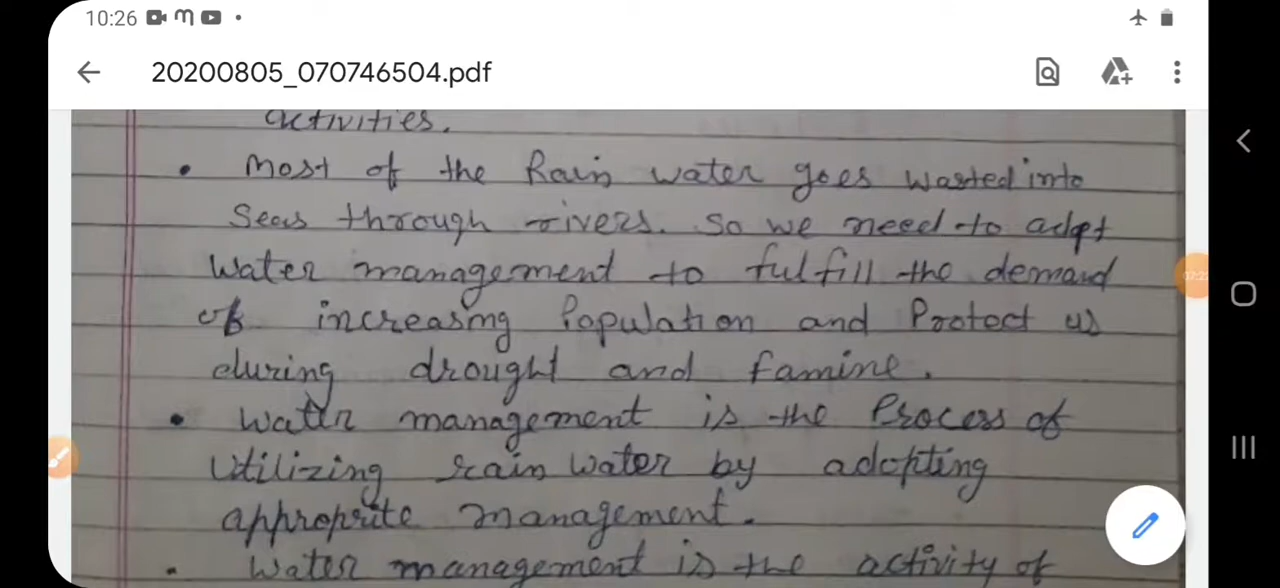 10:26
20200805_070746504.pdf
activities.
• Most of the Rain water goes wasted into
Seas through rivers. So we need to adopt
Water management to fulfill the demand
of increasing Population and Protect us
during drought and famine.
• Water management is the Process of
Utilizing rain water by adopting
approprite management.
• Water management is the activity of